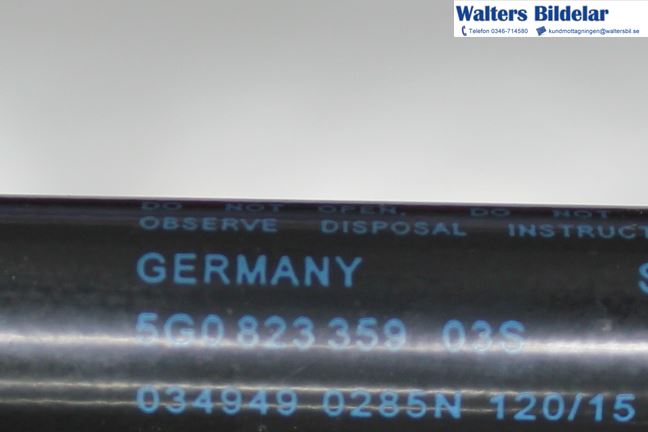 Walters Bildelar
Telefon 0346-714580 kundmottagningen@waltersbil.se
DO NOT OPEN. DO NOT
OBSERVE DISPOSAL INSTRUCT
GERMANY S
5G0 823 359 03S
034949 0285N 120/15